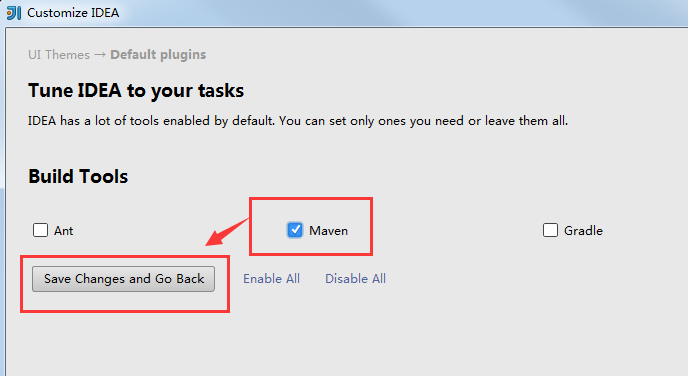 Customize IDEA
UI Themes → Default plugins
Tune IDEA to your tasks
IDEA has a lot of tools enabled by default. You can set only ones you need or leave them all.
Build Tools
Ant Maven Gradle
Save Changes and Go Back Enable All Disable All